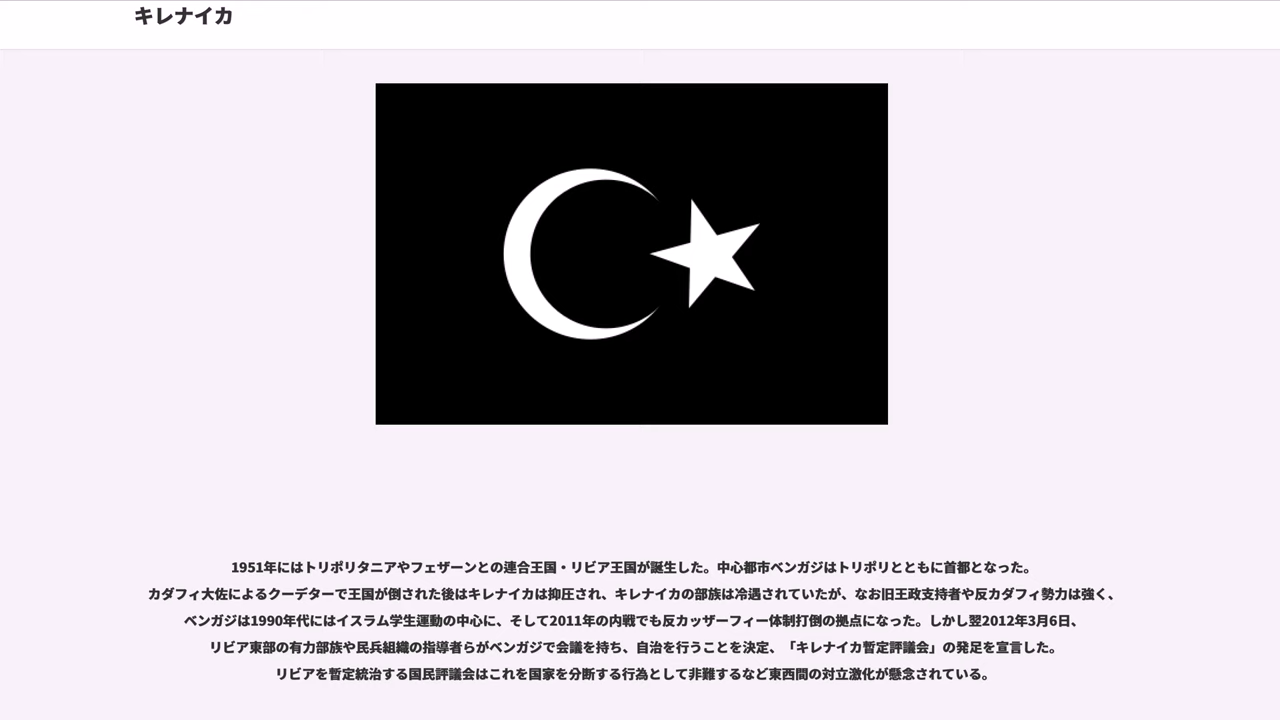 キレナイカ
1951年にはトリポリタニアやフェザーンとの連合王国・リビア王国が誕生した。中心都市ベンガジはトリポリとともに首都となった。
カダフィ大佐によるクーデターで王国が倒された後はキレナイカは抑圧され、キレナイカの部族は冷遇されていたが、なお旧王政支持者や反カダフィ勢力は強く、
ベンガジは1990年代にはイスラム学生運動の中心に、そして2011年の内戦でも反カッザーフィー体制打倒の拠点になった。しかし翌2012年3月6日、
リビア東部の有力部族や民兵組織の指導者らがベンガジで会議を持ち、自治を行うことを決定、「キレナイカ暫定評議会」の発足を宣言した。
リビアを暫定統治する国民評議会はこれを国家を分断する行為として非難するなど東西間の対立激化が懸念されている。